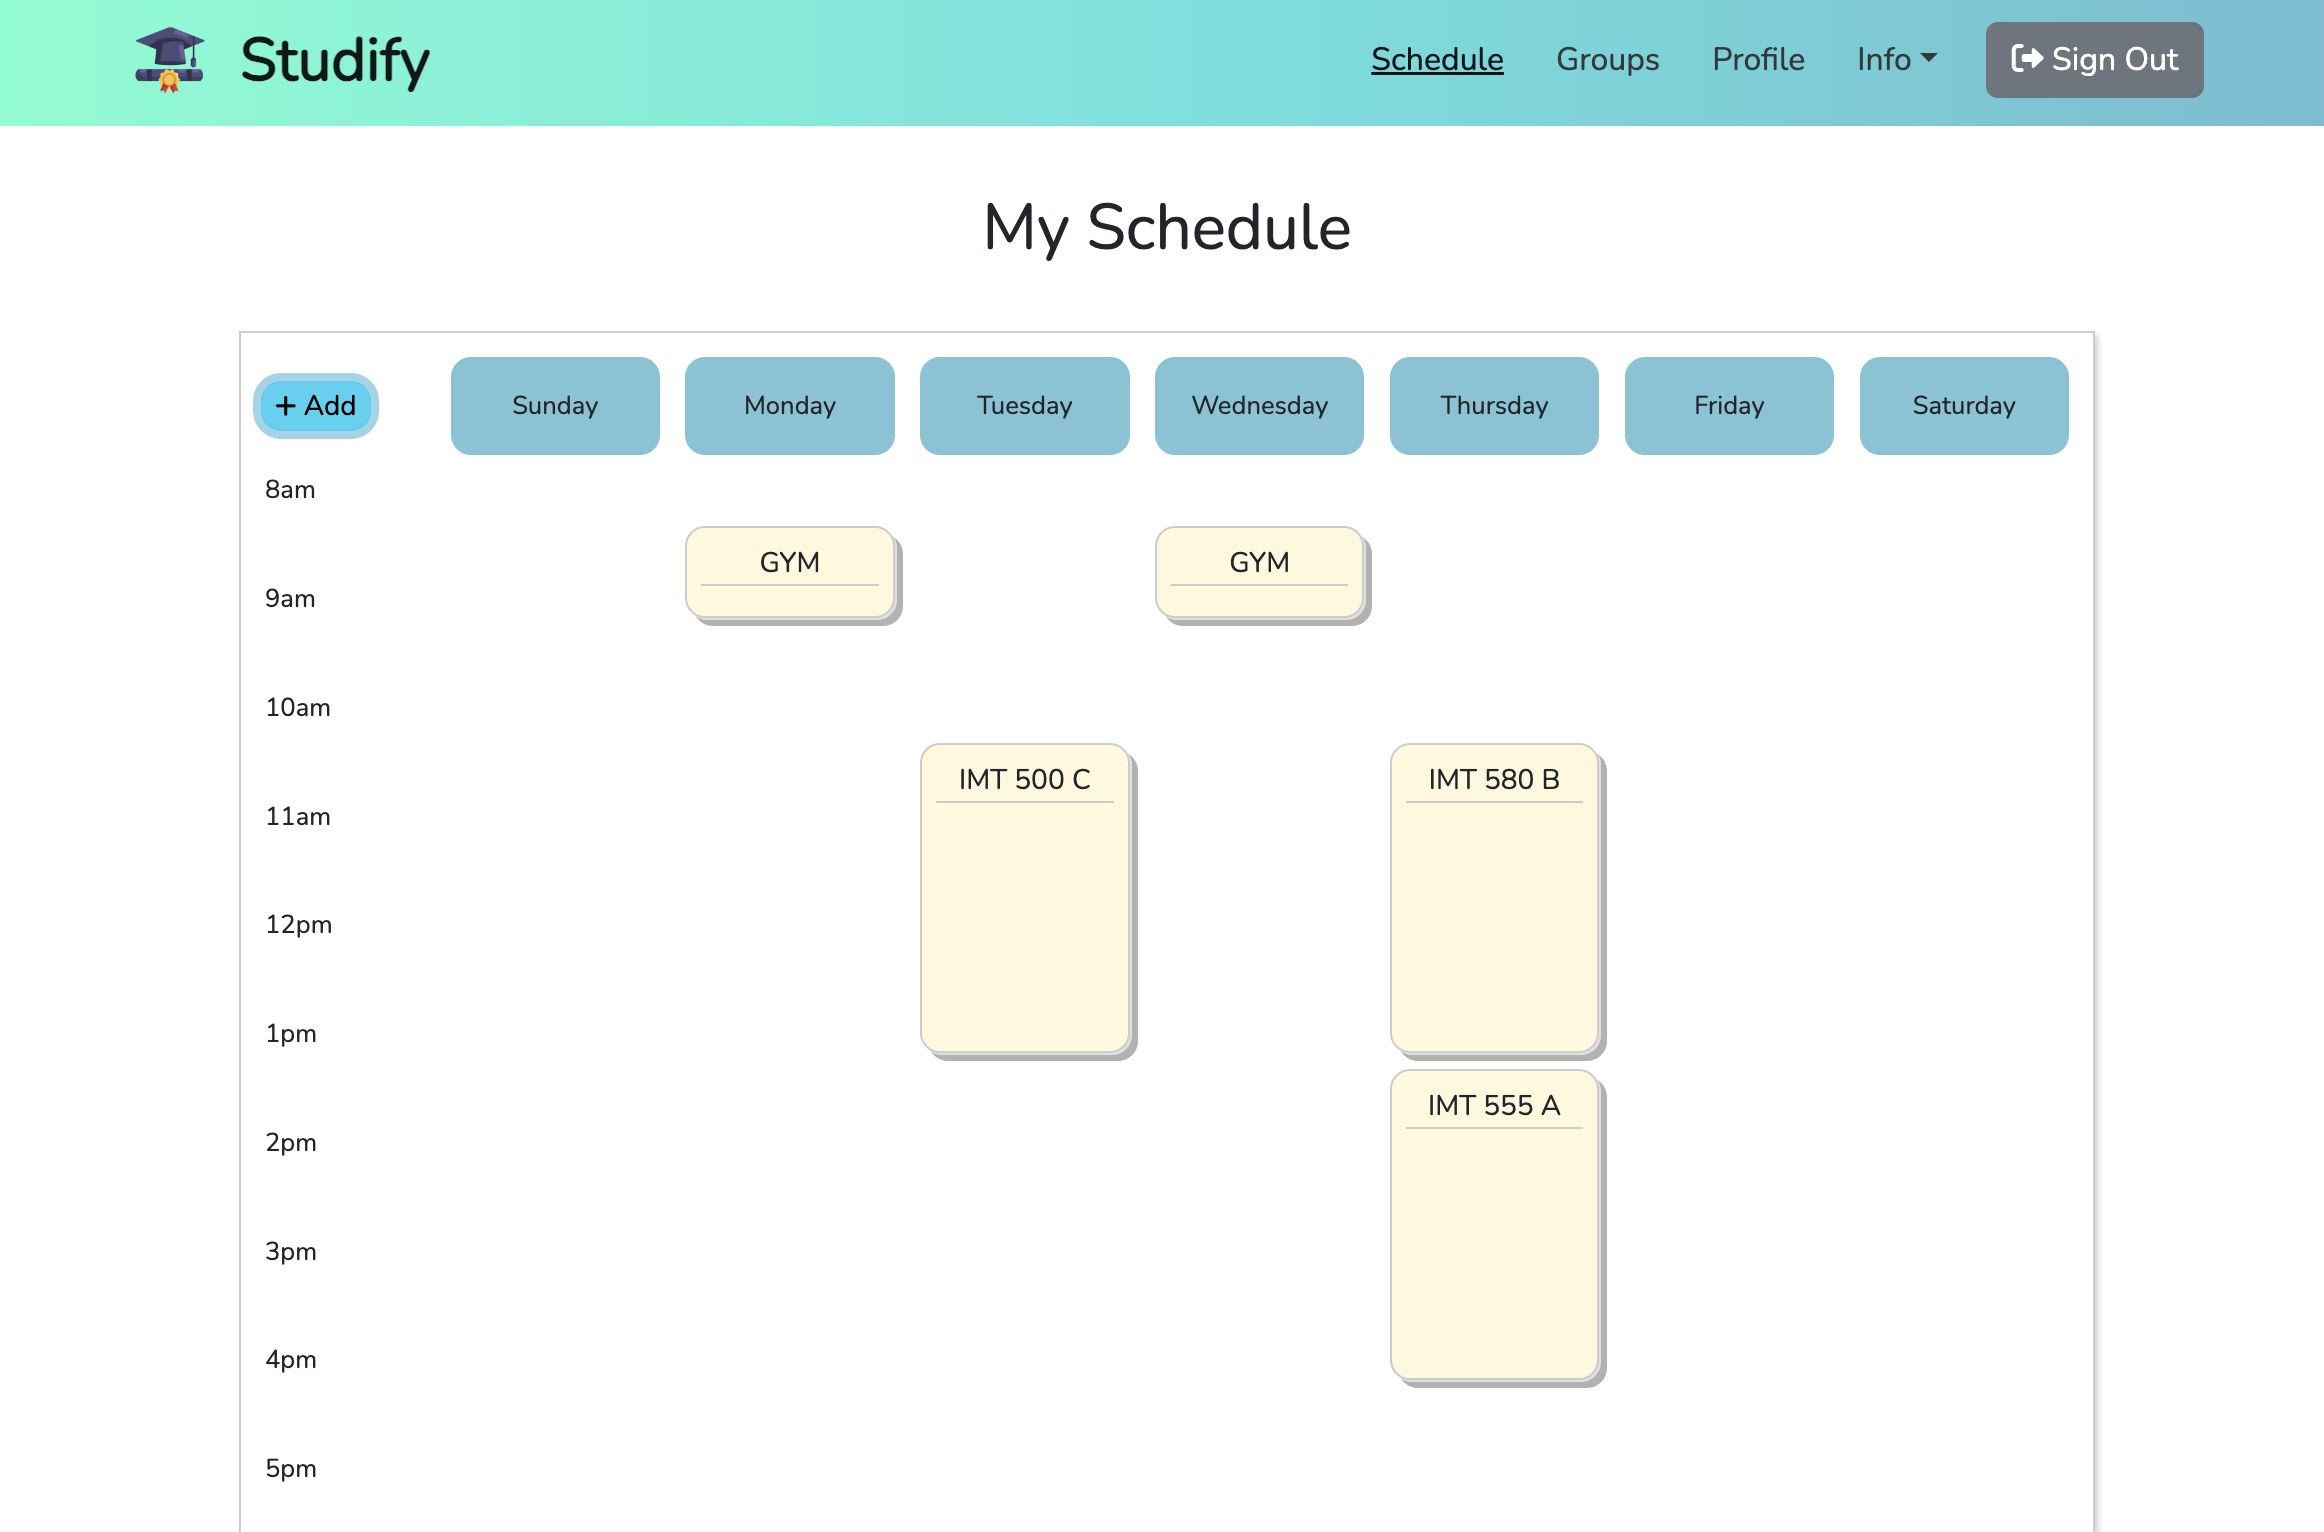 Studify
Schedule Groups Profile Info Sign Out
My Schedule
+ Add Sunday Monday Tuesday Wednesday Thursday Friday Saturday
8am
GYM GYM
9am
10am
IMT 500 C IMT 580 B
11am
12pm
1pm
IMT 555 A
2pm
3pm
4pm
5pm